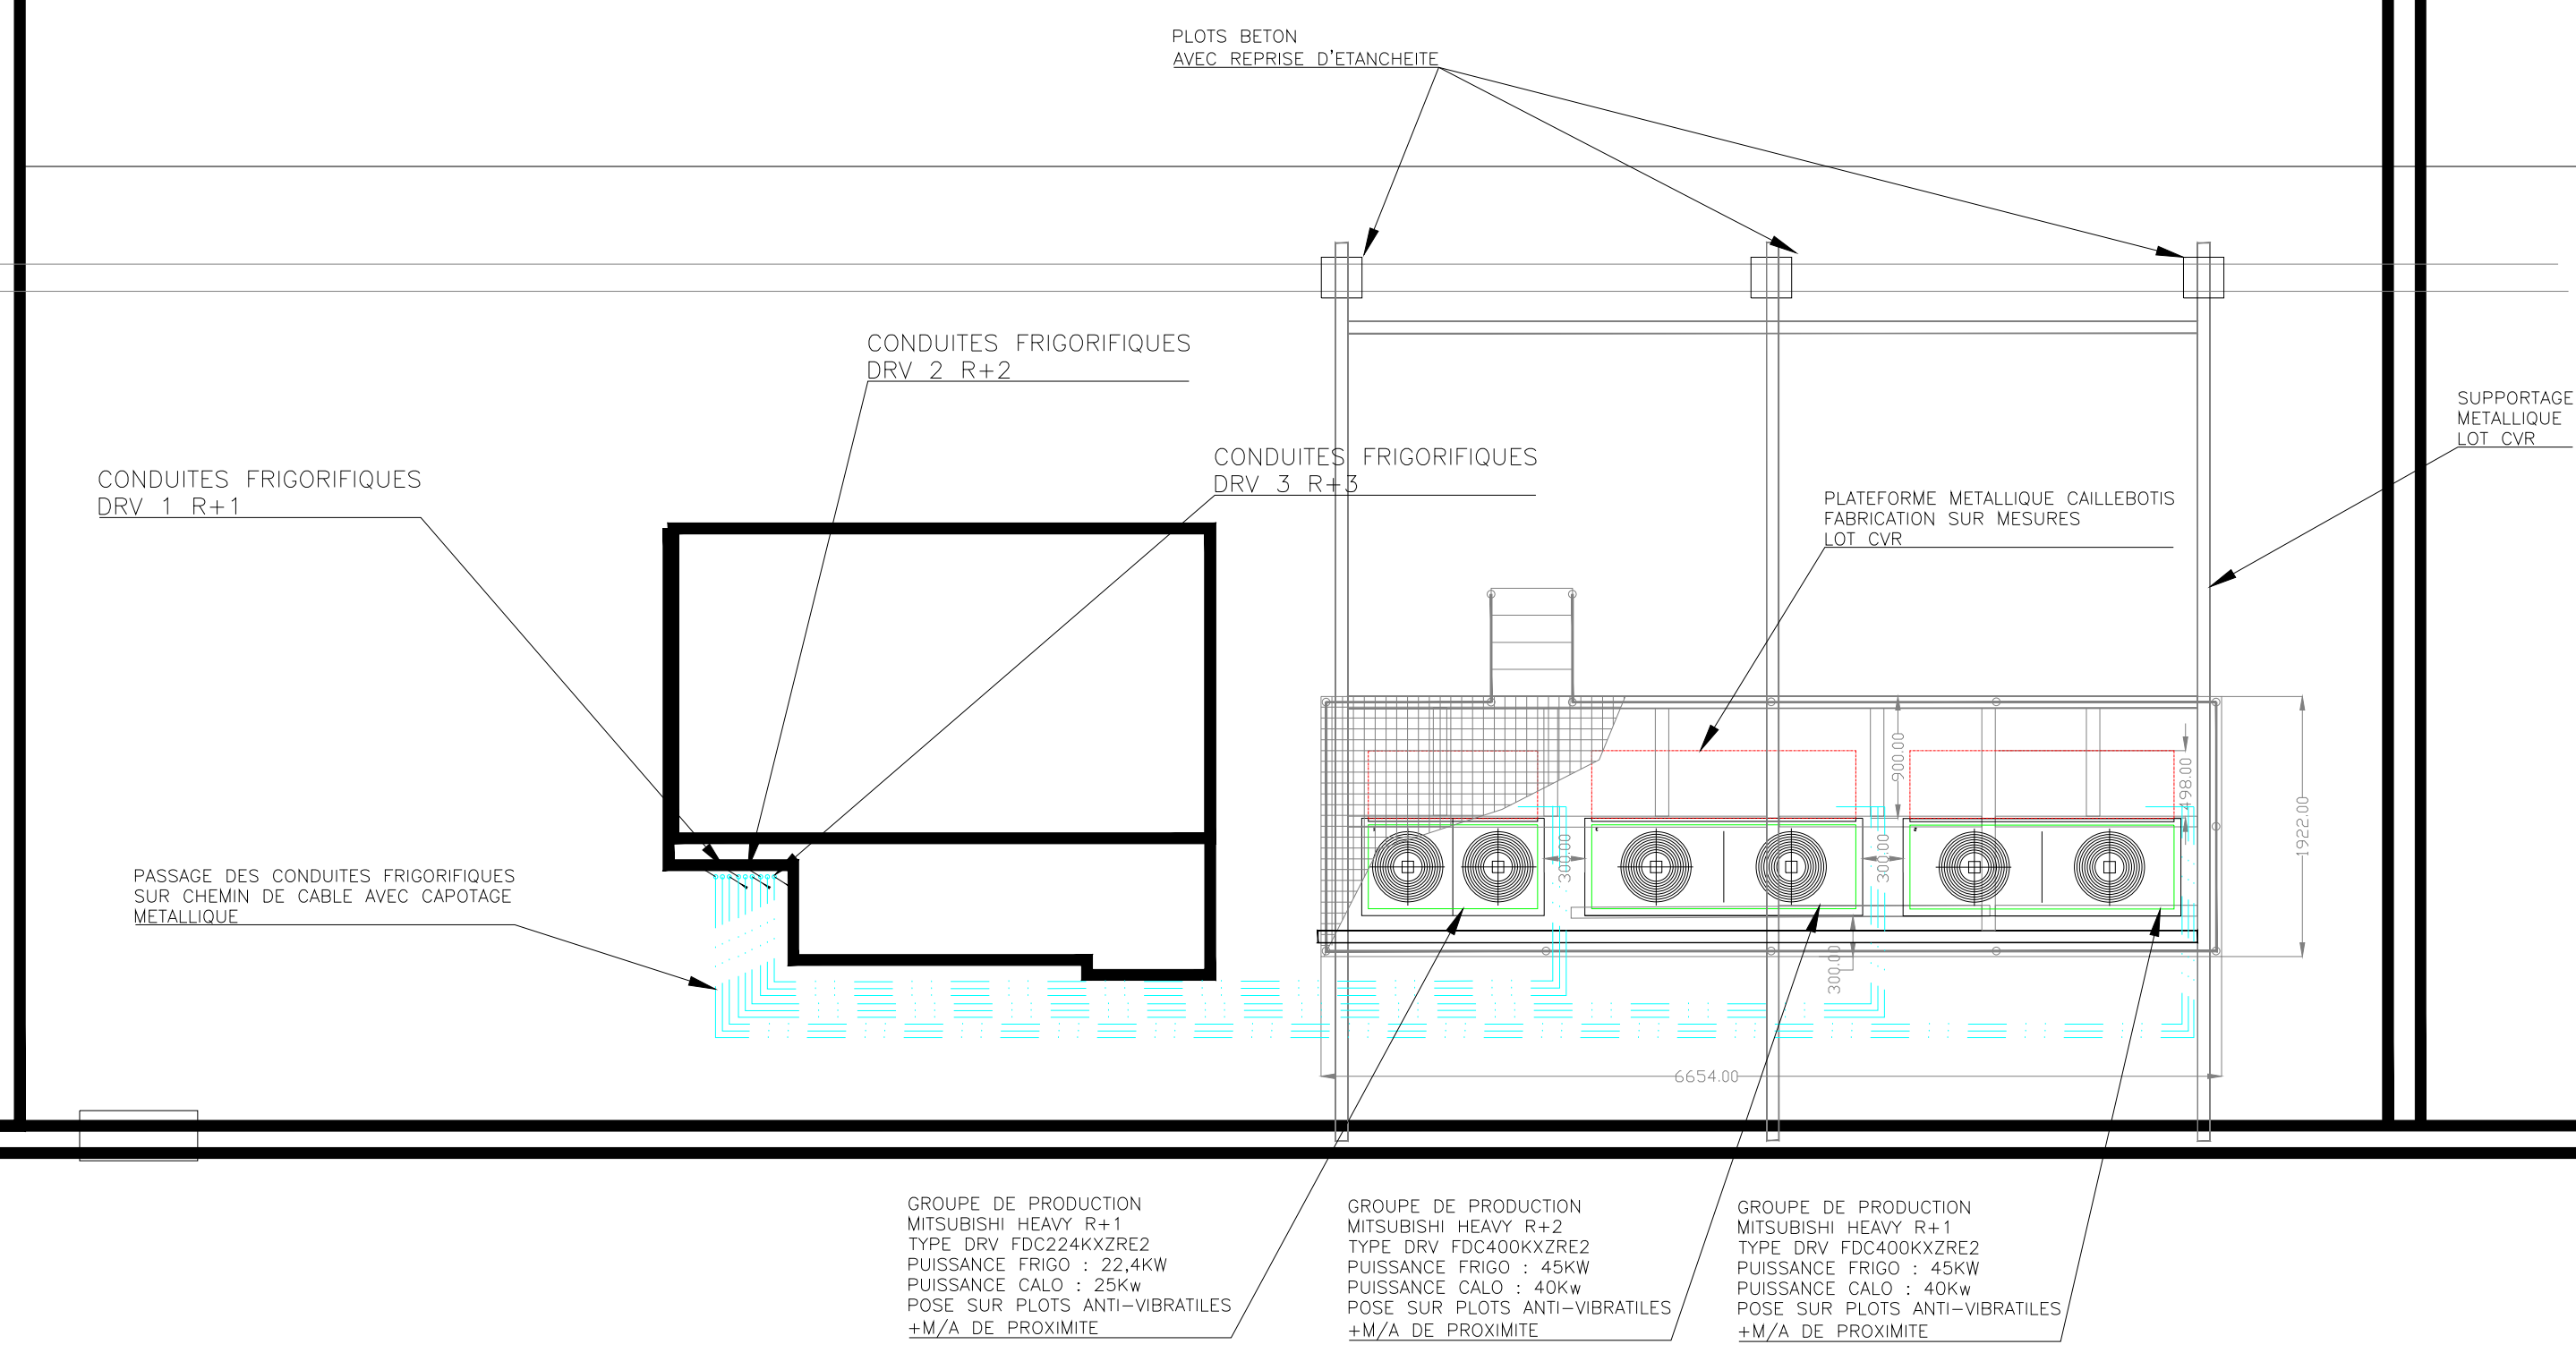 PLOTS BETON
AVEC REPRISE D'ETANCHEITE
CONDUITES FRIGORIFIQUES
DRV 2 R+2
SUPPORTAGE
METALLIQUE
LOT CVR
CONDUITES FRIGORIFIQUES
DRV 3 R+3
CONDUITES FRIGORIFIQUES
DRV 1 R+1
PLATEFORME METALLIQUE CAILLEBOTIS
FABRICATION SUR MESURES
LOT CVR
900.00
498.00
1922.00
300.00
300.00
PASSAGE DES CONDUITES FRIGORIFIQUES
SUR CHEMIN DE CABLE AVEC CAPOTAGE
METALLIQUE
300.00
6654.00
GROUPE DE PRODUCTION
MITSUBISHI HEAVY R+1
TYPE DRV FDC224KXZRE2
PUISSANCE FRIGO : 22,4KW
PUISSANCE CALO : 25Kw
POSE SUR PLOTS ANTI-VIBRATILES
+M/A DE PROXIMITE
GROUPE DE PRODUCTION
MITSUBISHI HEAVY R+2
TYPE DRV FDC400KXZRE2
PUISSANCE FRIGO : 45KW
PUISSANCE CALO : 40Kw
POSE SUR PLOTS ANTI-VIBRATILES
+M/A DE PROXIMITE
GROUPE DE PRODUCTION
MITSUBISHI HEAVY R+1
TYPE DRV FDC400KXZRE2
PUISSANCE FRIGO : 45KW
PUISSANCE CALO : 40Kw
POSE SUR PLOTS ANTI-VIBRATILES
+M/A DE PROXIMITE